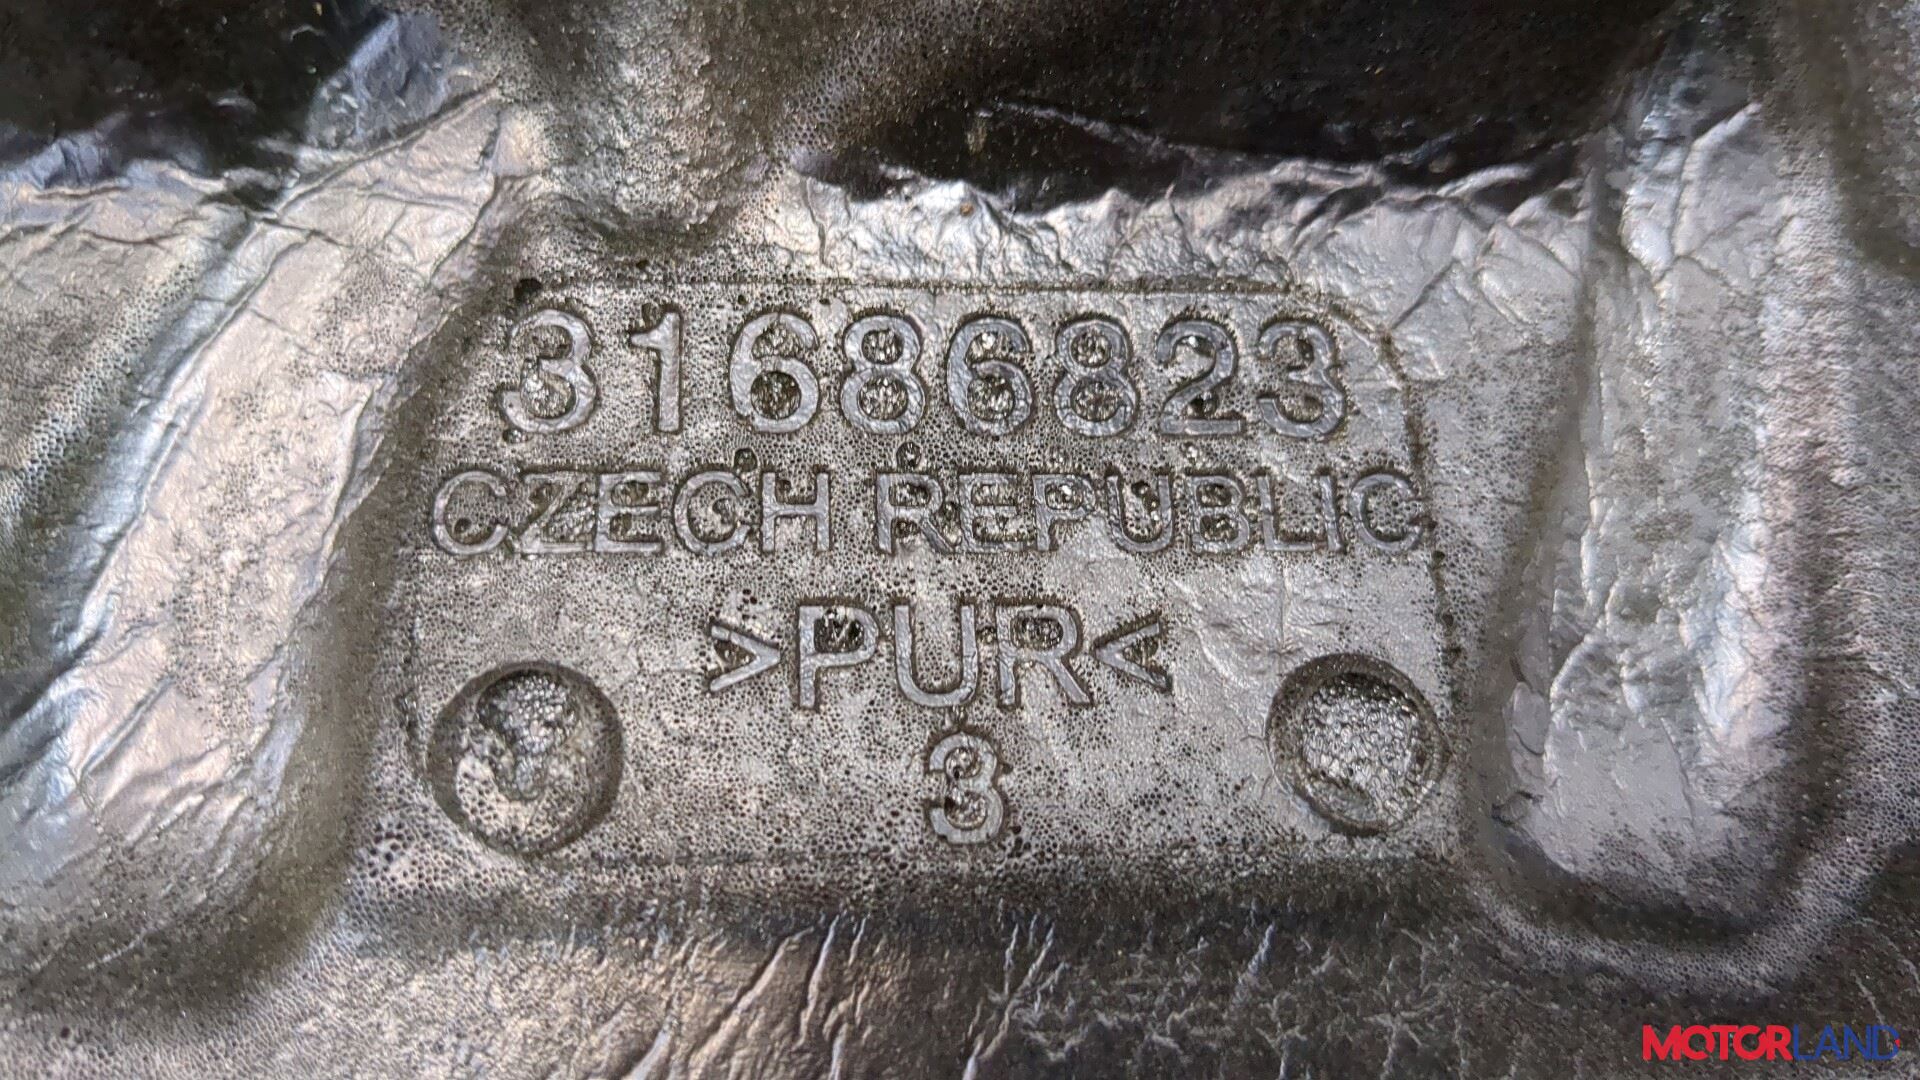 31686823
CZECH REPUBLIC
>PUR<
3
MOTORLAND